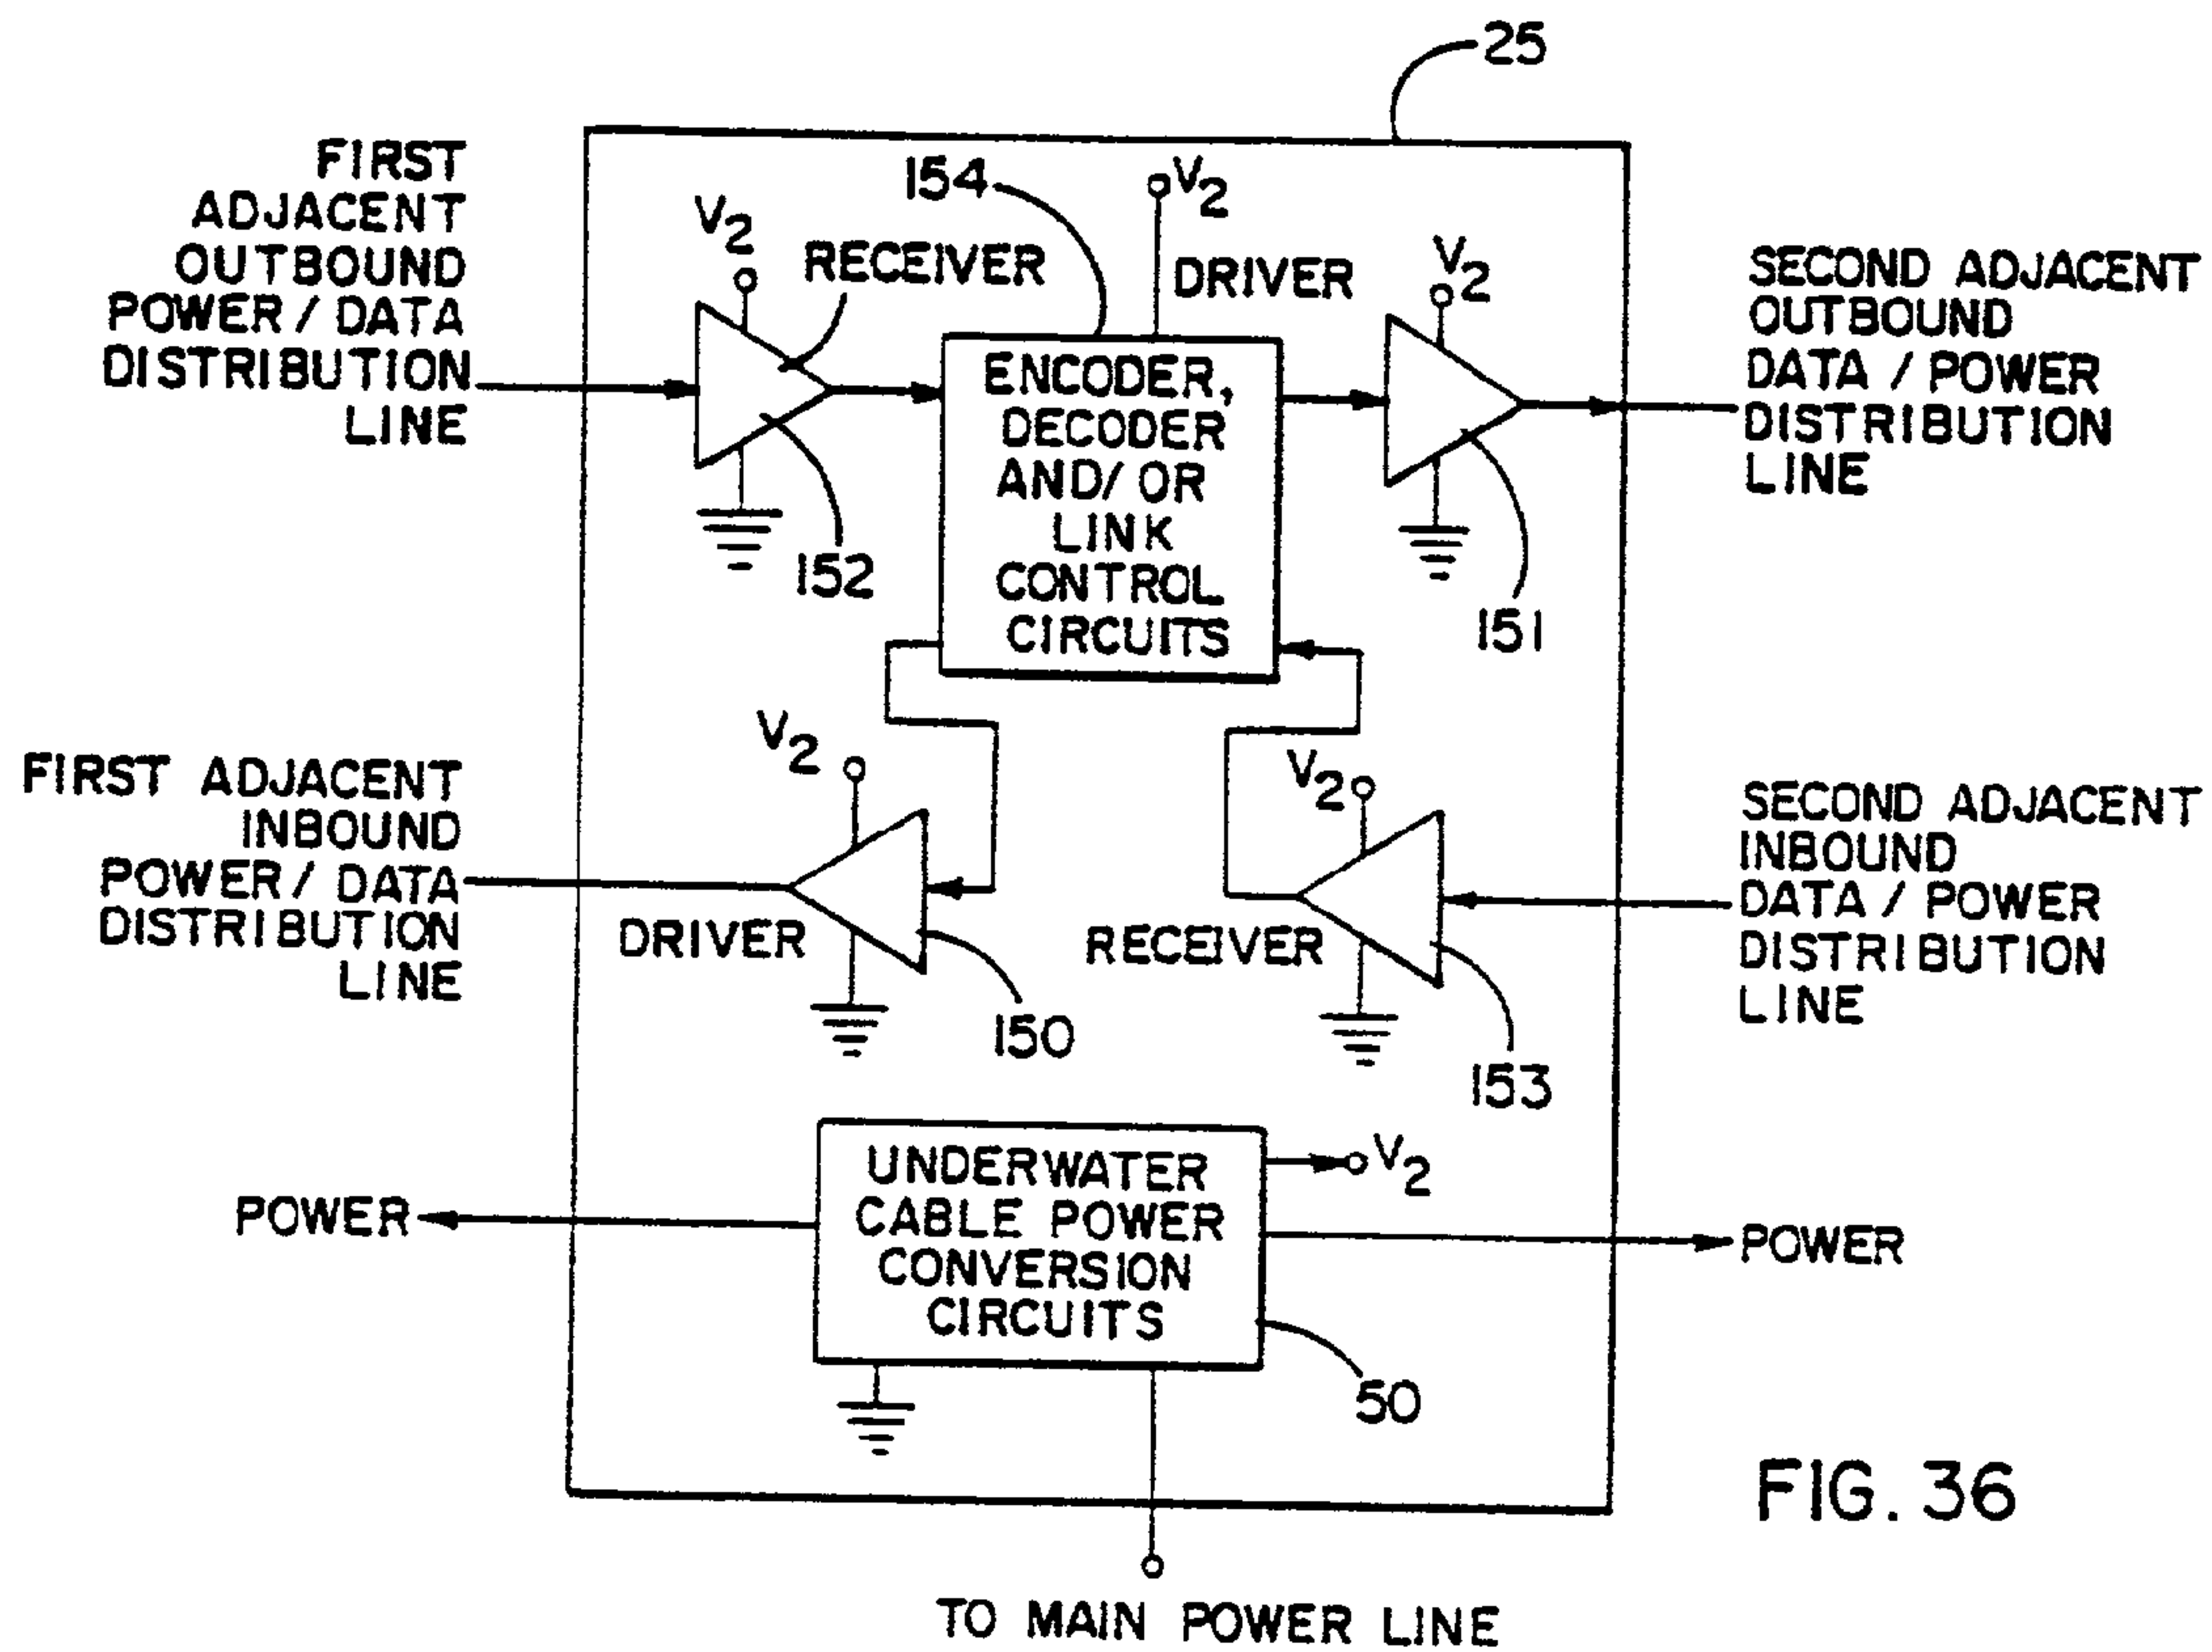 25
FIRST
ADJACENT
OUTBOUND
POWER / DATA
DISTRIBUTION
LINE
V2
RECEIVER
152
154
V2
DRIVER
ENCODER,
DECODER
AND/OR
LINK
CONTROL
CIRCUITS
V2
151
SECOND ADJACENT
OUTBOUND
DATA / POWER
DISTRIBUTION
LINE
FIRST ADJACENT
INBOUND
POWER / DATA
DISTRIBUTION
LINE
V2
DRIVER
150
V2
RECEIVER
153
SECOND ADJACENT
INBOUND
DATA / POWER
DISTRIBUTION
LINE
POWER
UNDERWATER
CABLE POWER
CONVERSION
CIRCUITS
V2
POWER
50
TO MAIN POWER LINE
FIG. 36